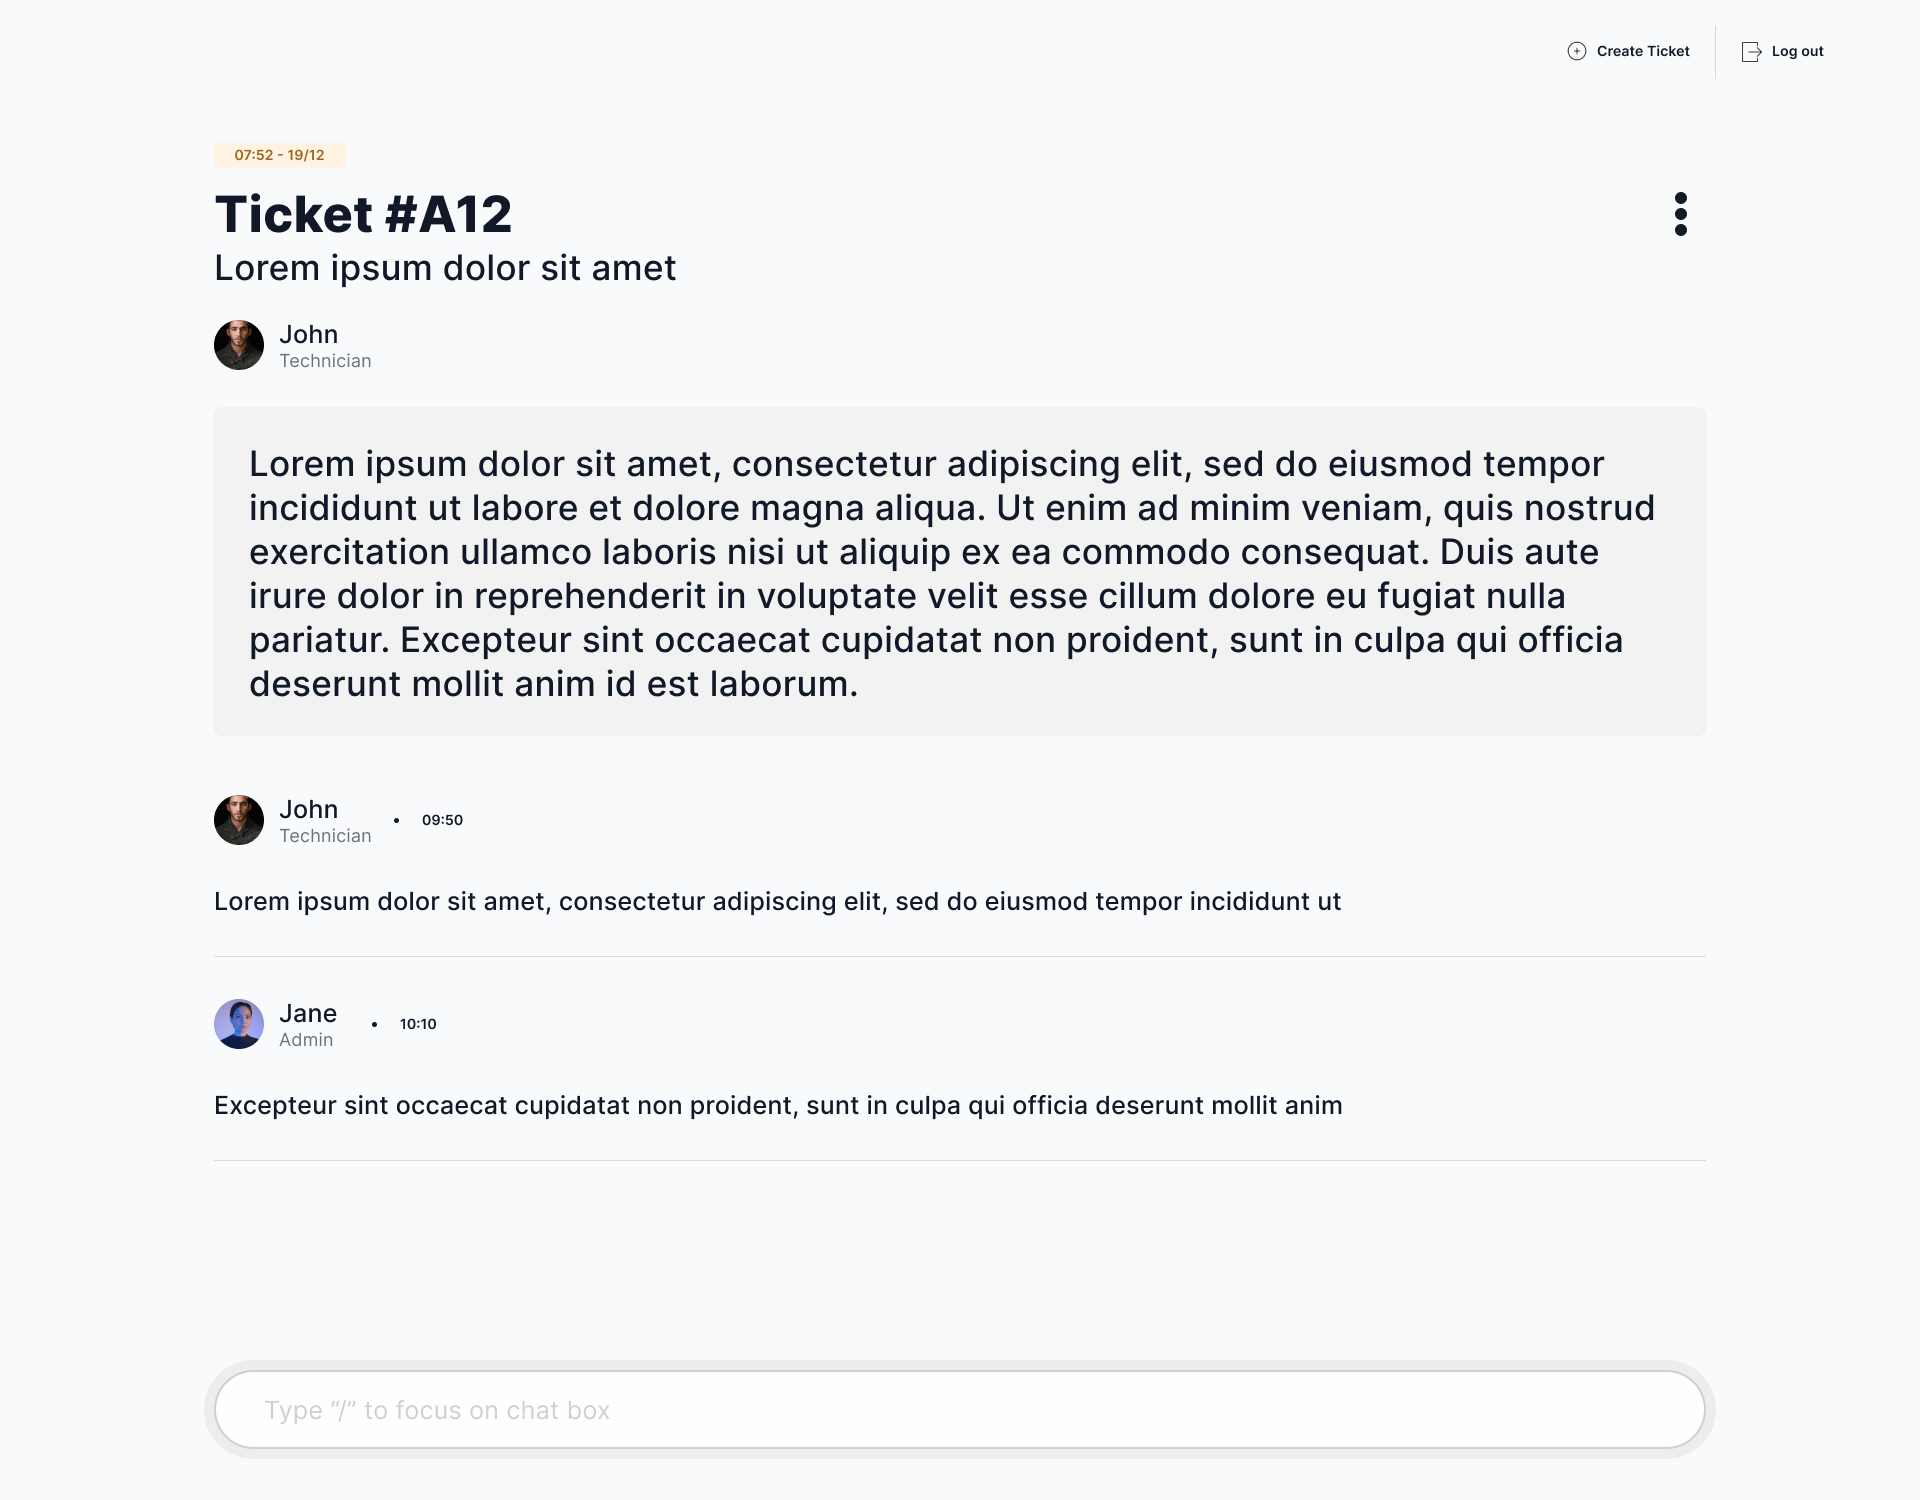 Create Ticket
Log out
07:52 - 19/12
Ticket #A12
Lorem ipsum dolor sit amet
John
Technician
Lorem ipsum dolor sit amet, consectetur adipiscing elit, sed do eiusmod tempor
incididunt ut labore et dolore magna aliqua. Ut enim ad minim veniam, quis nostrud
exercitation ullamco laboris nisi ut aliquip ex ea commodo consequat. Duis aute
irure dolor in reprehenderit in voluptate velit esse cillum dolore eu fugiat nulla
pariatur. Excepteur sint occaecat cupidatat non proident, sunt in culpa qui officia
deserunt mollit anim id est laborum.
John
Technician
• 09:50
Lorem ipsum dolor sit amet, consectetur adipiscing elit, sed do eiusmod tempor incididunt ut
Jane
Admin
• 10:10
Excepteur sint occaecat cupidatat non proident, sunt in culpa qui officia deserunt mollit anim
Type “/” to focus on chat box